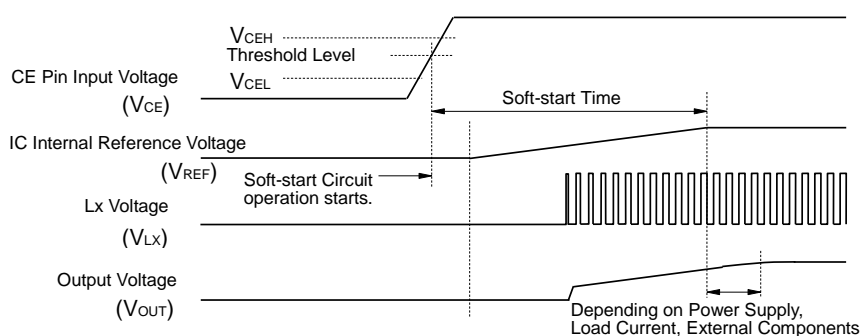 VCEH
Threshold Level
VCEL
CE Pin Input Voltage
(VCE)
Soft-start Time
IC Internal Reference Voltage
(VREF)
Soft-start Circuit
operation starts.
Lx Voltage
(VLX)
Output Voltage
(VOUT)
Depending on Power Supply,
Load Current, External Components